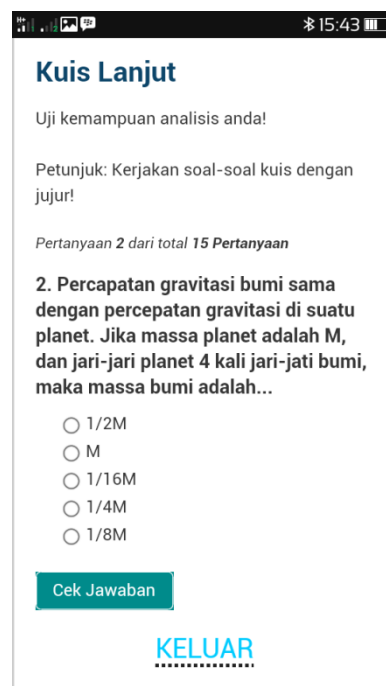 15:43
Kuis Lanjut
Uji kemampuan analisis anda!
Petunjuk: Kerjakan soal-soal kuis dengan
jujur!
Pertanyaan 2 dari total 15 Pertanyaan
2. Percapatan gravitasi bumi sama
dengan percepatan gravitasi di suatu
planet. Jika massa planet adalah M,
dan jari-jari planet 4 kali jari-jati bumi,
maka massa bumi adalah...
1/2M
M
1/16M
1/4M
1/8M
Cek Jawaban
KELUAR